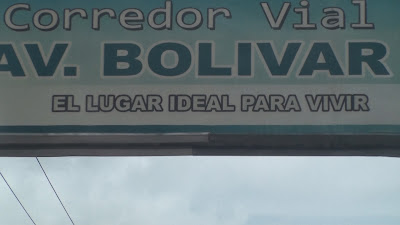 Corredor Vial
AV. BOLIVAR
EL LUGAR IDEAL PARA VIVIR